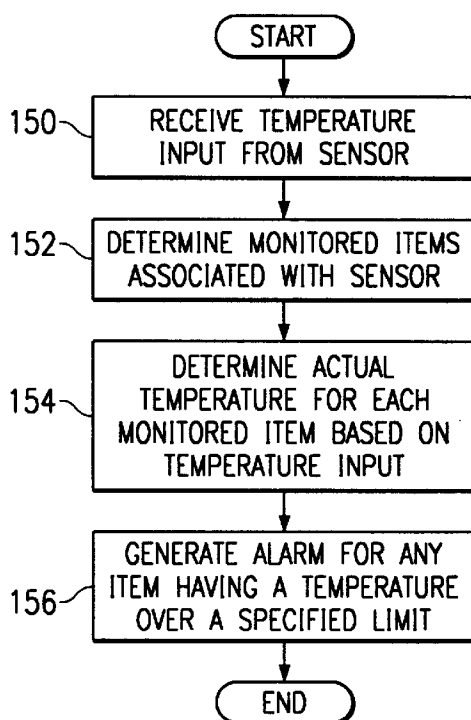 START
150
RECEIVE TEMPERATURE
INPUT FROM SENSOR
152
DETERMINE MONITORED ITEMS
ASSOCIATED WITH SENSOR
154
DETERMINE ACTUAL
TEMPERATURE FOR EACH
MONITORED ITEM BASED ON
TEMPERATURE INPUT
156
GENERATE ALARM FOR ANY
ITEM HAVING A TEMPERATURE
OVER A SPECIFIED LIMIT
END